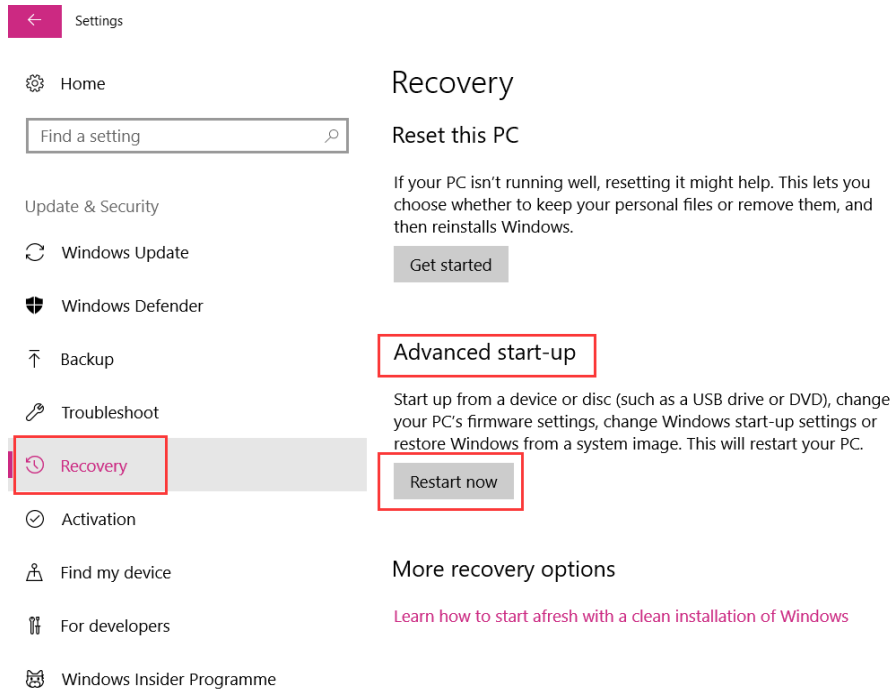 Settings
Home
Find a setting
Update & Security
Windows Update
Windows Defender
Backup
Troubleshoot
Recovery
Activation
Find my device
For developers
Windows Insider Programme
Recovery
Reset this PC
If your PC isn't running well, resetting it might help. This lets you
choose whether to keep your personal files or remove them, and
then reinstalls Windows.
Get started
Advanced start-up
Start up from a device or disc (such as a USB drive or DVD), change
your PC's firmware settings, change Windows start-up settings or
restore Windows from a system image. This will restart your PC.
Restart now
More recovery options
Learn how to start afresh with a clean installation of Windows